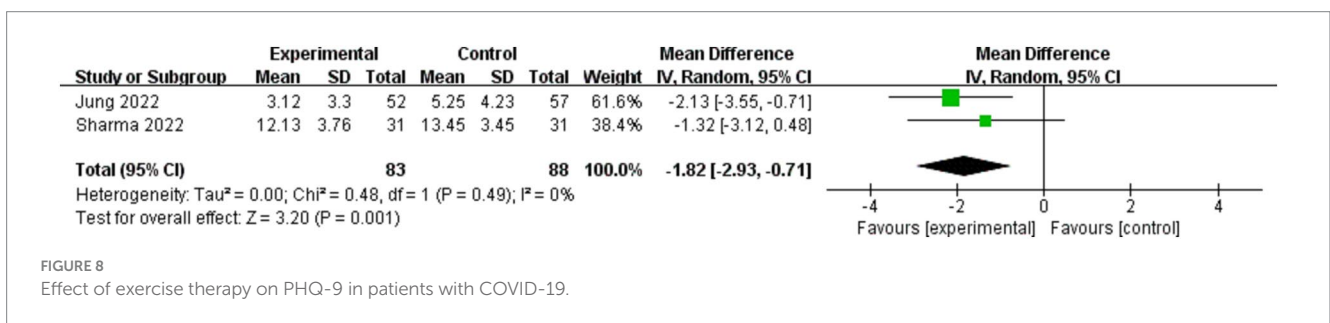 Experimental Control Mean Difference Mean Difference
Study or Subgroup Mean SD Total Mean SD Total Weight IV, Random, 95% CI IV, Random, 95% CI
Jung 2022 3.12 3.3 52 5.25 4.23 57 61.6% -2.13 [-3.55, -0.71]
Sharma 2022 12.13 3.76 31 13.45 3.45 31 38.4% -1.32 [-3.12, 0.48]
Total (95% CI) 83 88 100.0% -1.82 [-2.93, -0.71]
Heterogeneity: Tau² = 0.00; Chi² = 0.48, df = 1 (P = 0.49); I² = 0%
Test for overall effect: Z = 3.20 (P = 0.001)
-4 -2 0 2 4
Favours [experimental] Favours [control]
FIGURE 8
Effect of exercise therapy on PHQ-9 in patients with COVID-19.